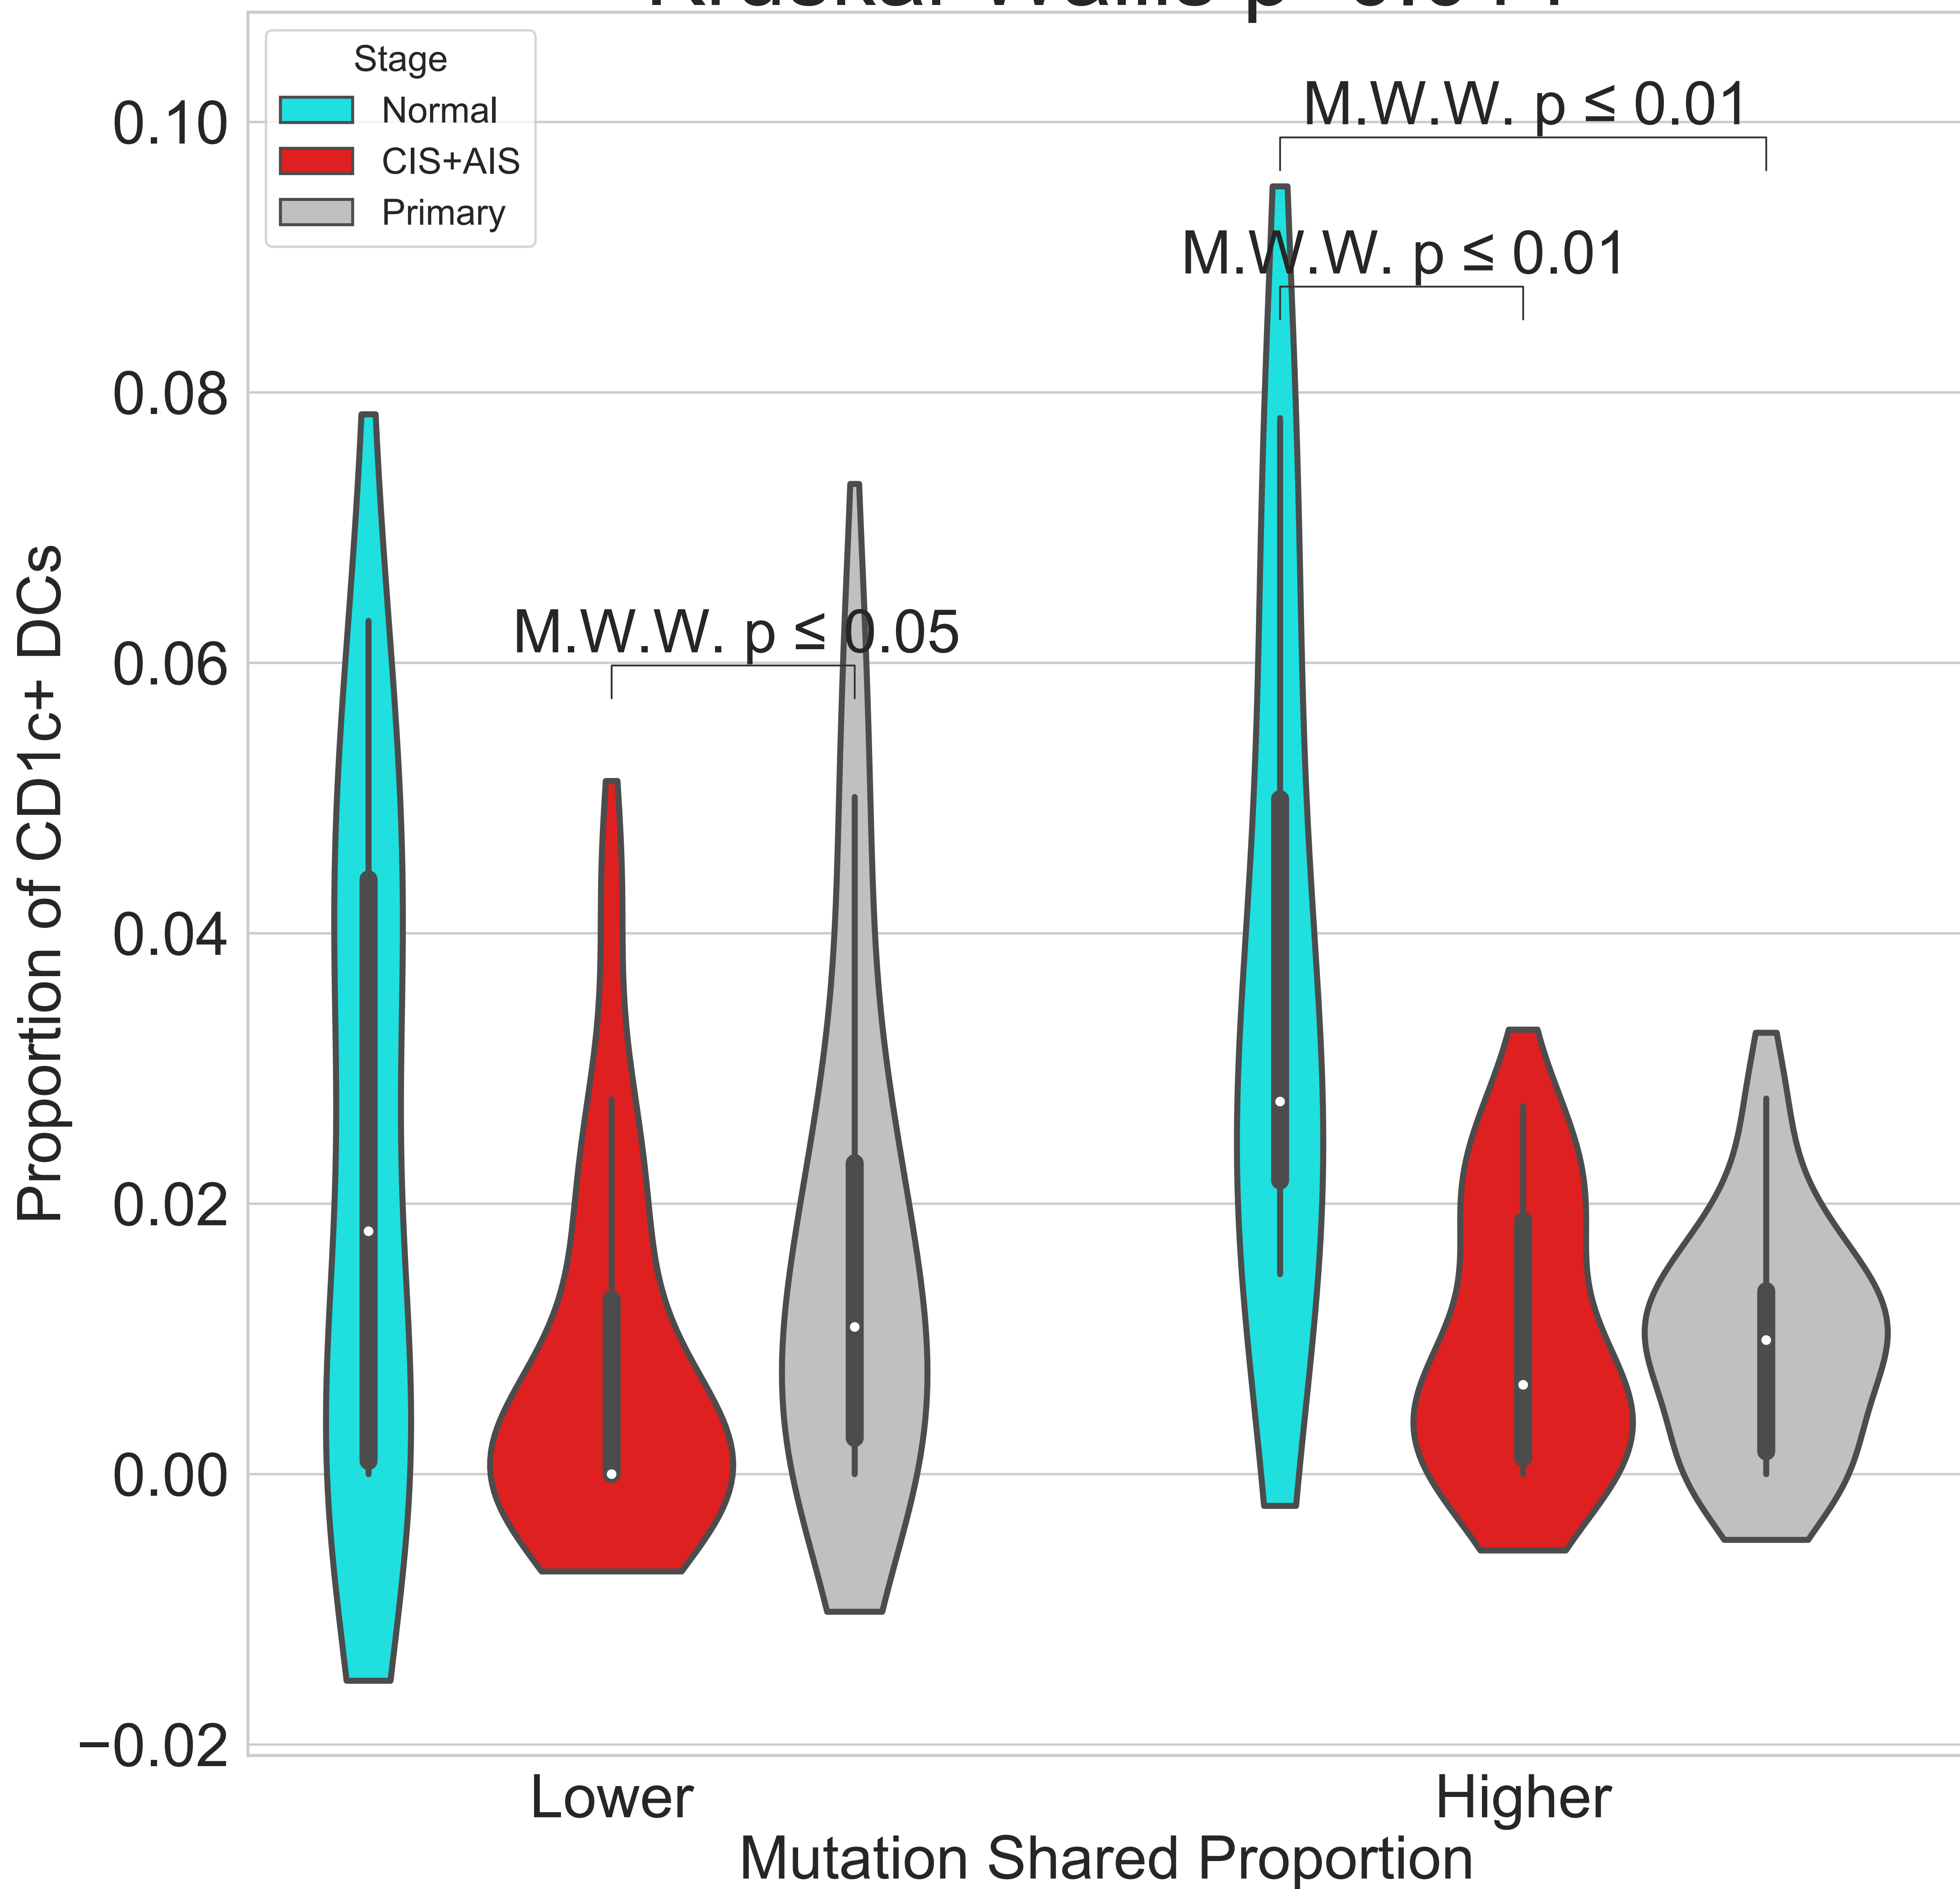 Stage
Normal
CIS+AIS
Primary
M.W.W. p ≤ 0.01
M.W.W. p ≤ 0.01
M.W.W. p ≤ 0.05
0.10
0.08
0.06
0.04
0.02
0.00
−0.02
Proportion of CD1c+ DCs
Lower
Higher
Mutation Shared Proportion